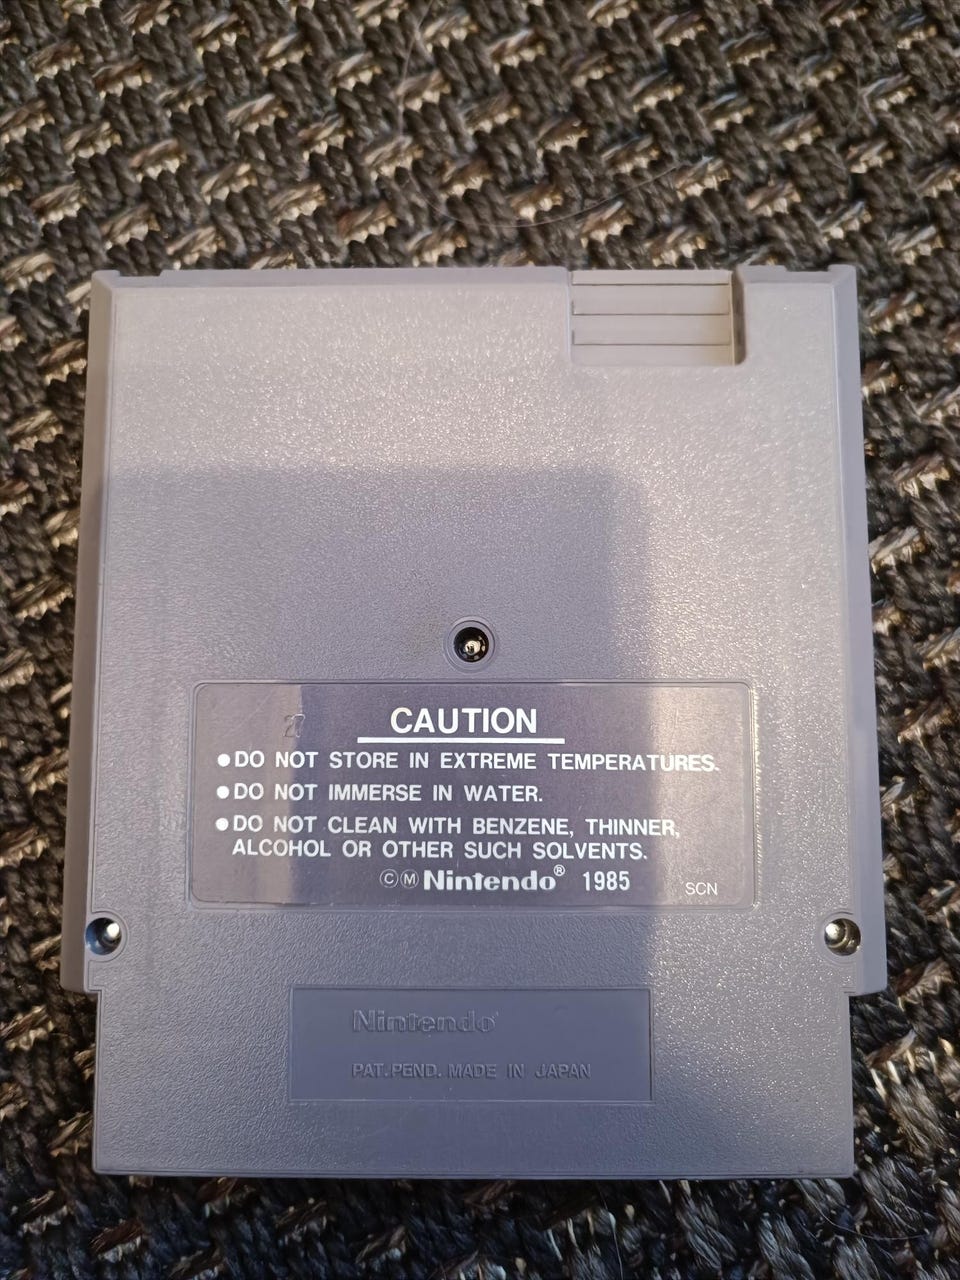 27
CAUTION
●DO NOT STORE IN EXTREME TEMPERATURES.
●DO NOT IMMERSE IN WATER.
●DO NOT CLEAN WITH BENZENE, THINNER,
ALCOHOL OR OTHER SUCH SOLVENTS.
©Ⓜ Nintendo® 1985
SCN
Nintendo®
PAT. PEND. MADE IN JAPAN